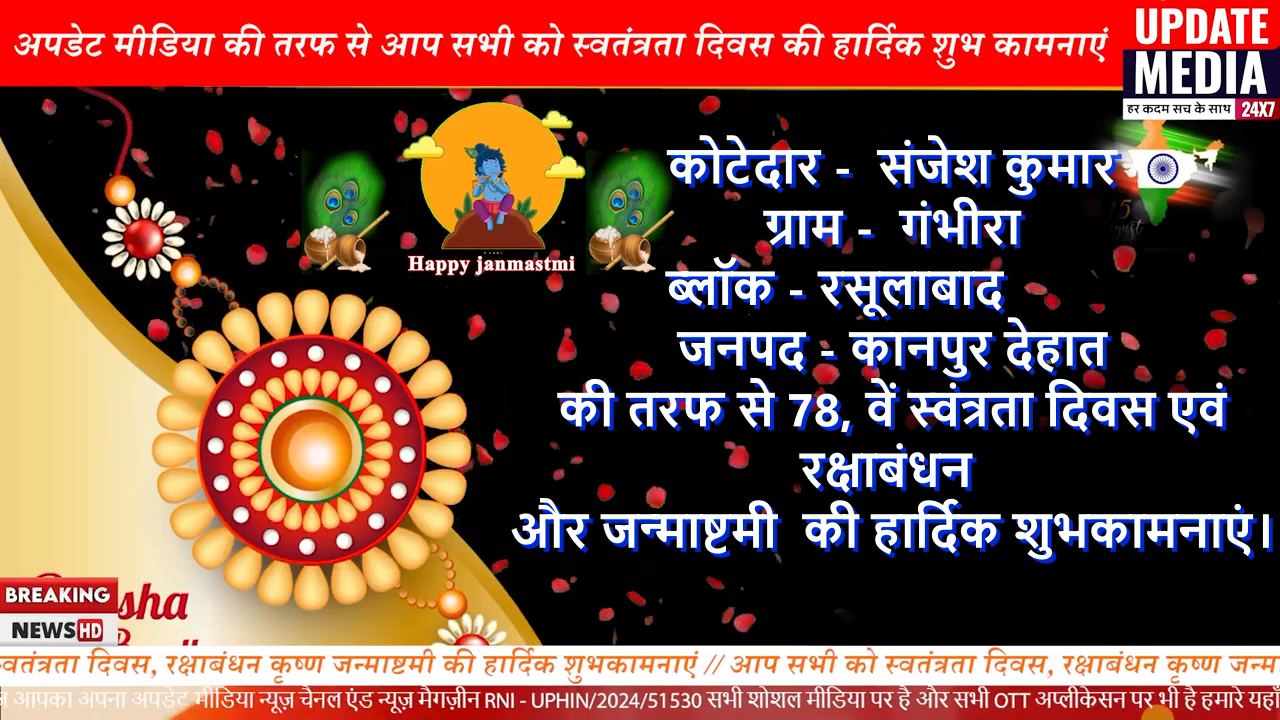 अपडेट मीडिया की तरफ से आप सभी को स्वतंत्रता दिवस की हार्दिक शुभ कामनाएं
UPDATE
MEDIA
हर कदम सच के साथ 24X7
Happy janmastmi
कोटेदार - संजेश कुमार
ग्राम - गंभीरा
ब्लॉक - रसूलाबाद
जनपद - कानपुर देहात
की तरफ से 78, वें स्वंत्रता दिवस एवं
रक्षाबंधन
और जन्माष्टमी की हार्दिक शुभकामनाएं।
15
BREAKING
NEWS HD
दिवस, रक्षाबंधन कृष्ण जन्माष्टमी की हार्दिक शुभकामनाएं // आप सभी को स्वतंत्रता दिवस, रक्षाबंधन कृष्ण
आपका अपना अपडेट मीडिया न्यूज़ चैनल एंड न्यूज़ मैगज़ीन RNI - UPHIN/2024/51530 सभी शोशल मीडिया पर है और सभी OTT अप्लीकेसन पर भी है हमारे यहाँ